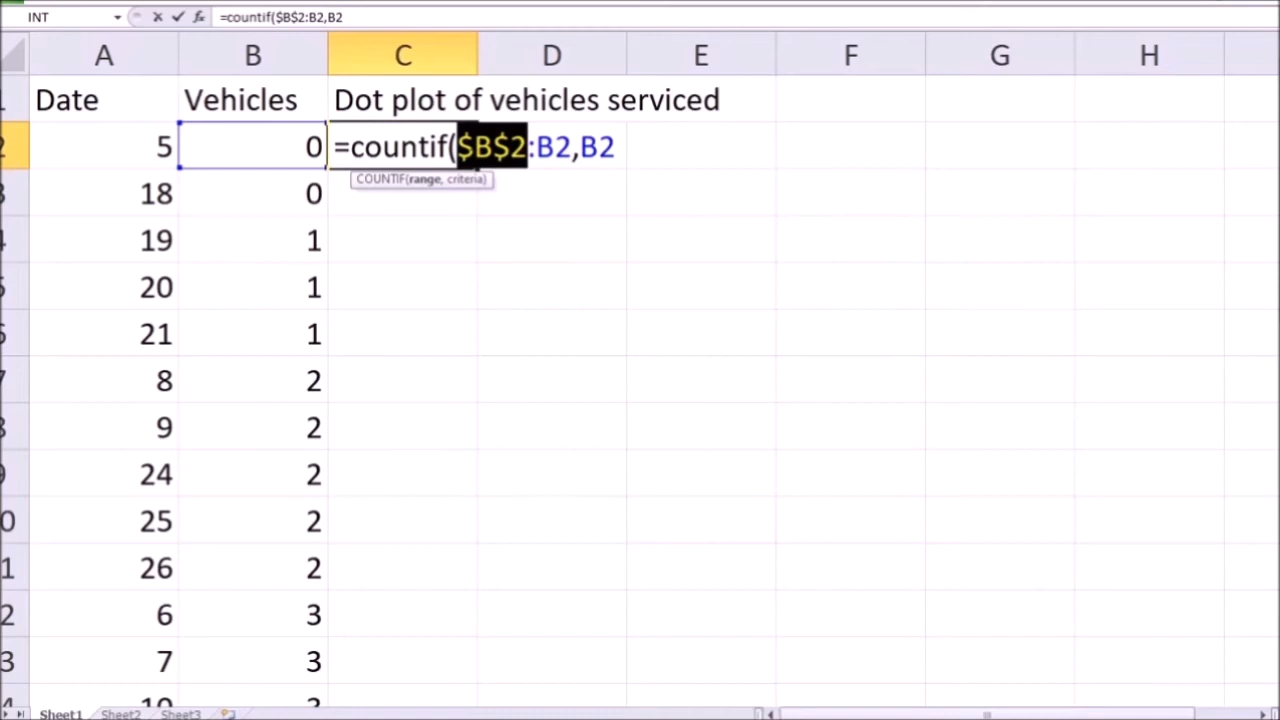 INT =countif($B$2:B2,B2
A B C D E F G H
Date Vehicles Dot plot of vehicles serviced
5 0 =countif($B$2:B2,B2
COUNTIF(range, criteria)
18 0
19 1
20 1
21 1
8 2
9 2
24 2
25 2
26 2
6 3
7 3
Sheet1 Sheet2 Sheet3